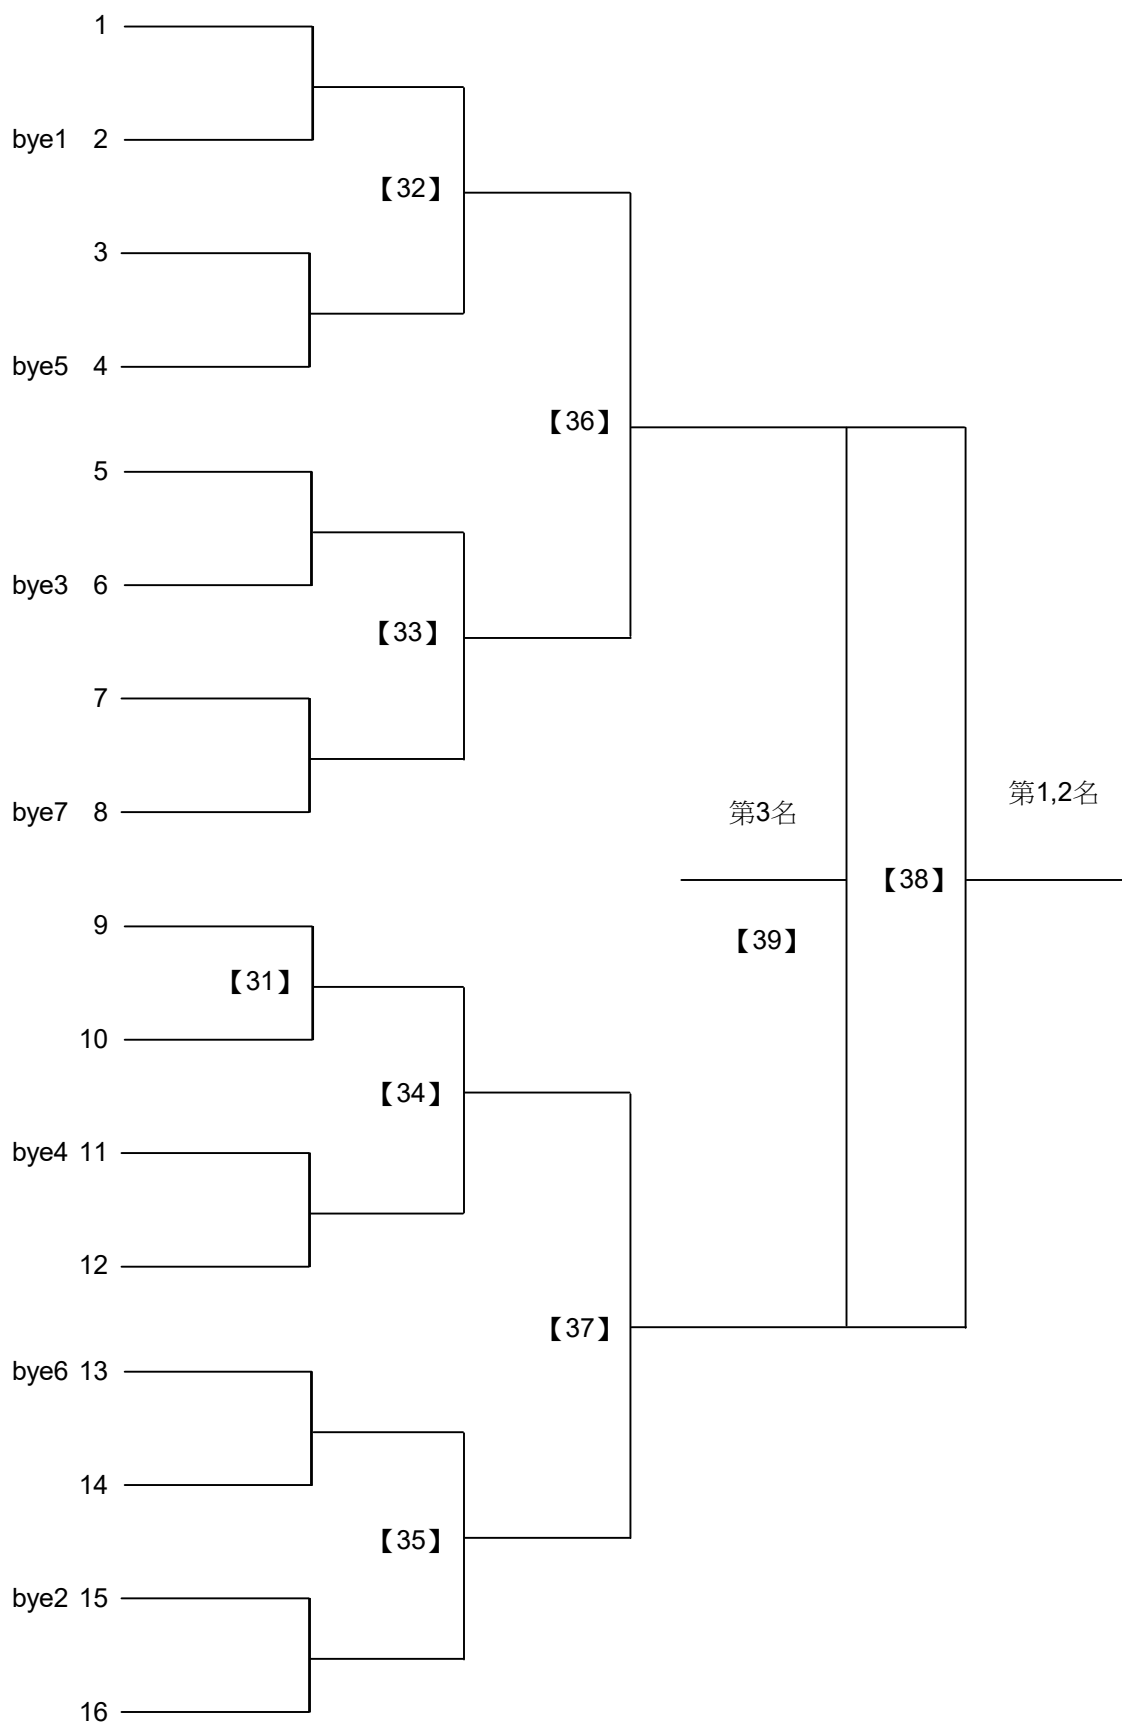 1
bye1 2
【32】
3
bye5 4
【36】
5
bye3 6
【33】
7
第1,2名
bye7 8
第3名
【38】
9
【39】
【31】
10
【34】
bye4 11
12
【37】
bye6 13
14
【35】
bye2 15
16